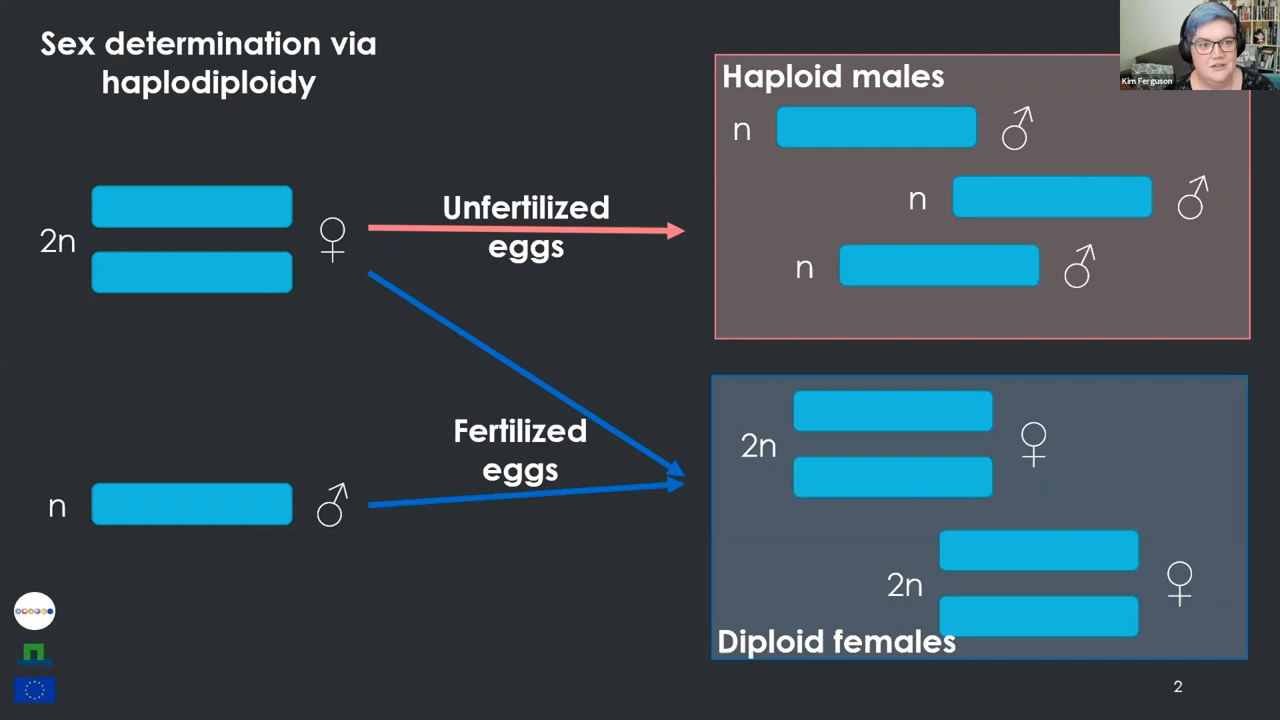 Sex determination via
haplodiploidy
Kim Ferguson
Haploid males
n
n
n
2n
Unfertilized
eggs
Fertilized
eggs
n
2n
2n
Diploid females
2